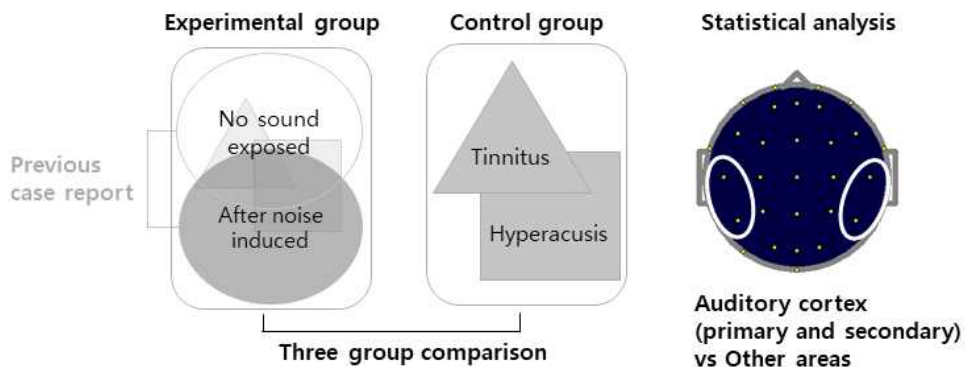 Experimental group
Control group
Statistical analysis
No sound
exposed
Previous
case report
After noise
induced
Tinnitus
Hyperacusis
Three group comparison
Auditory cortex
(primary and secondary)
vs Other areas